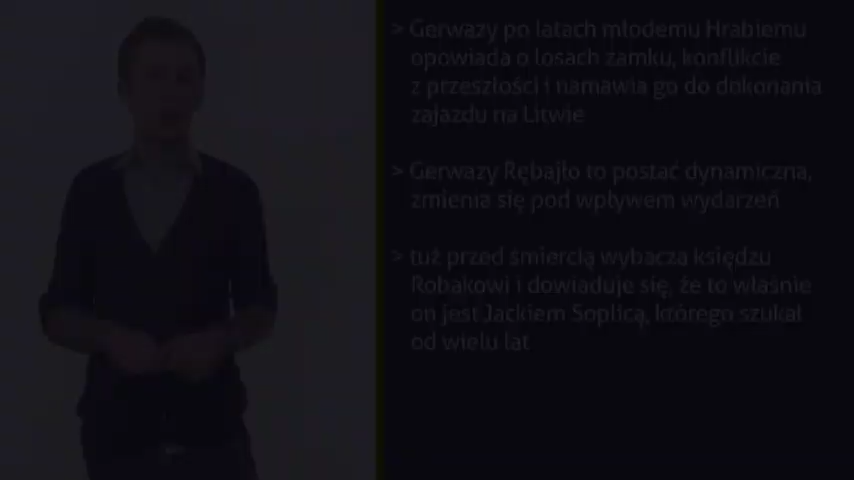 > Gerwazy po latach młodemu Hrabiemu
opowiada o losach zamku, konflikcie
z przeszłości i namawia go do dokonania
zajazdu na Litwie
> Gerwazy Rębajło to postać dynamiczna,
zmienia się pod wpływem wydarzeń
> tuż przed śmiercią wybacza księdzu
Robakowi i dowiaduje się, że to właśnie
on jest Jackiem Soplicą, którego szukał
od wielu lat